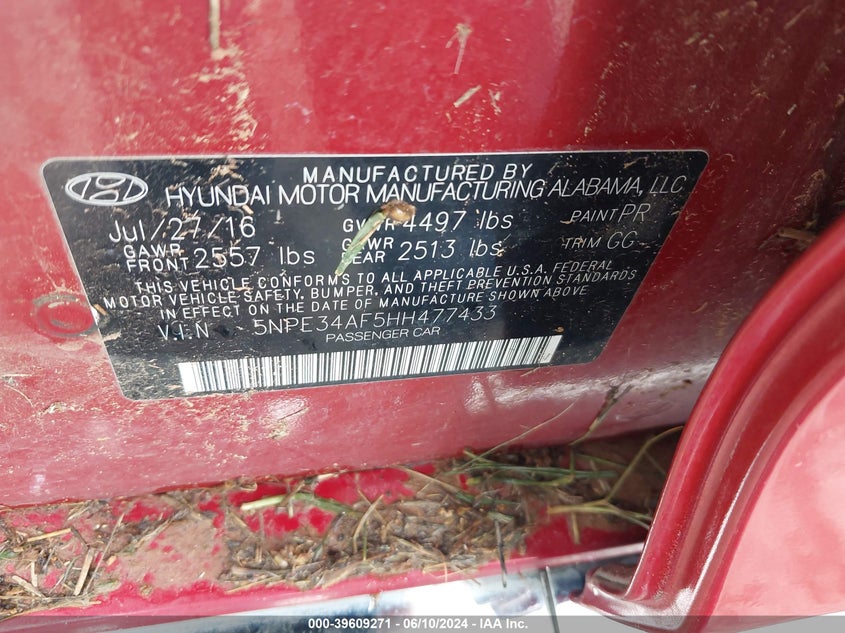 MANUFACTURED BY
HYUNDAI MOTOR MANUFACTURING ALABAMA, LLC
Jul/27/16 GVWR 4497 lbs PAINT PR
GAWR FRONT 2557 lbs GAWR REAR 2513 lbs TRIM GG
THIS VEHICLE CONFORMS TO ALL APPLICABLE U.S.A. FEDERAL
MOTOR VEHICLE SAFETY, BUMPER, AND THEFT PREVENTION STANDARDS
IN EFFECT ON THE DATE OF MANUFACTURE SHOWN ABOVE
V.I.N 5NPE34AF5HH477433
PASSENGER CAR
000-39609271 - 06/10/2024 - IAA Inc.